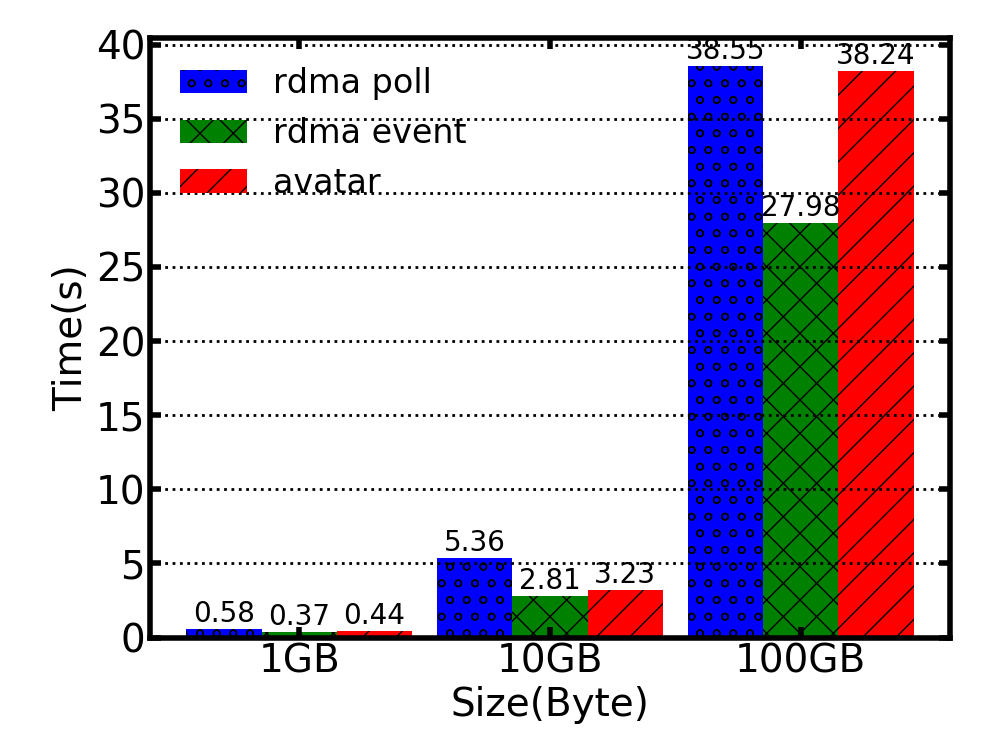 40
35
30
25
20
15
10
5
0
Time(s)
rdma poll
rdma event
avatar
38.55
38.24
27.98
5.36
2.81
3.23
0.58
0.37
0.44
1GB
10GB
100GB
Size(Byte)